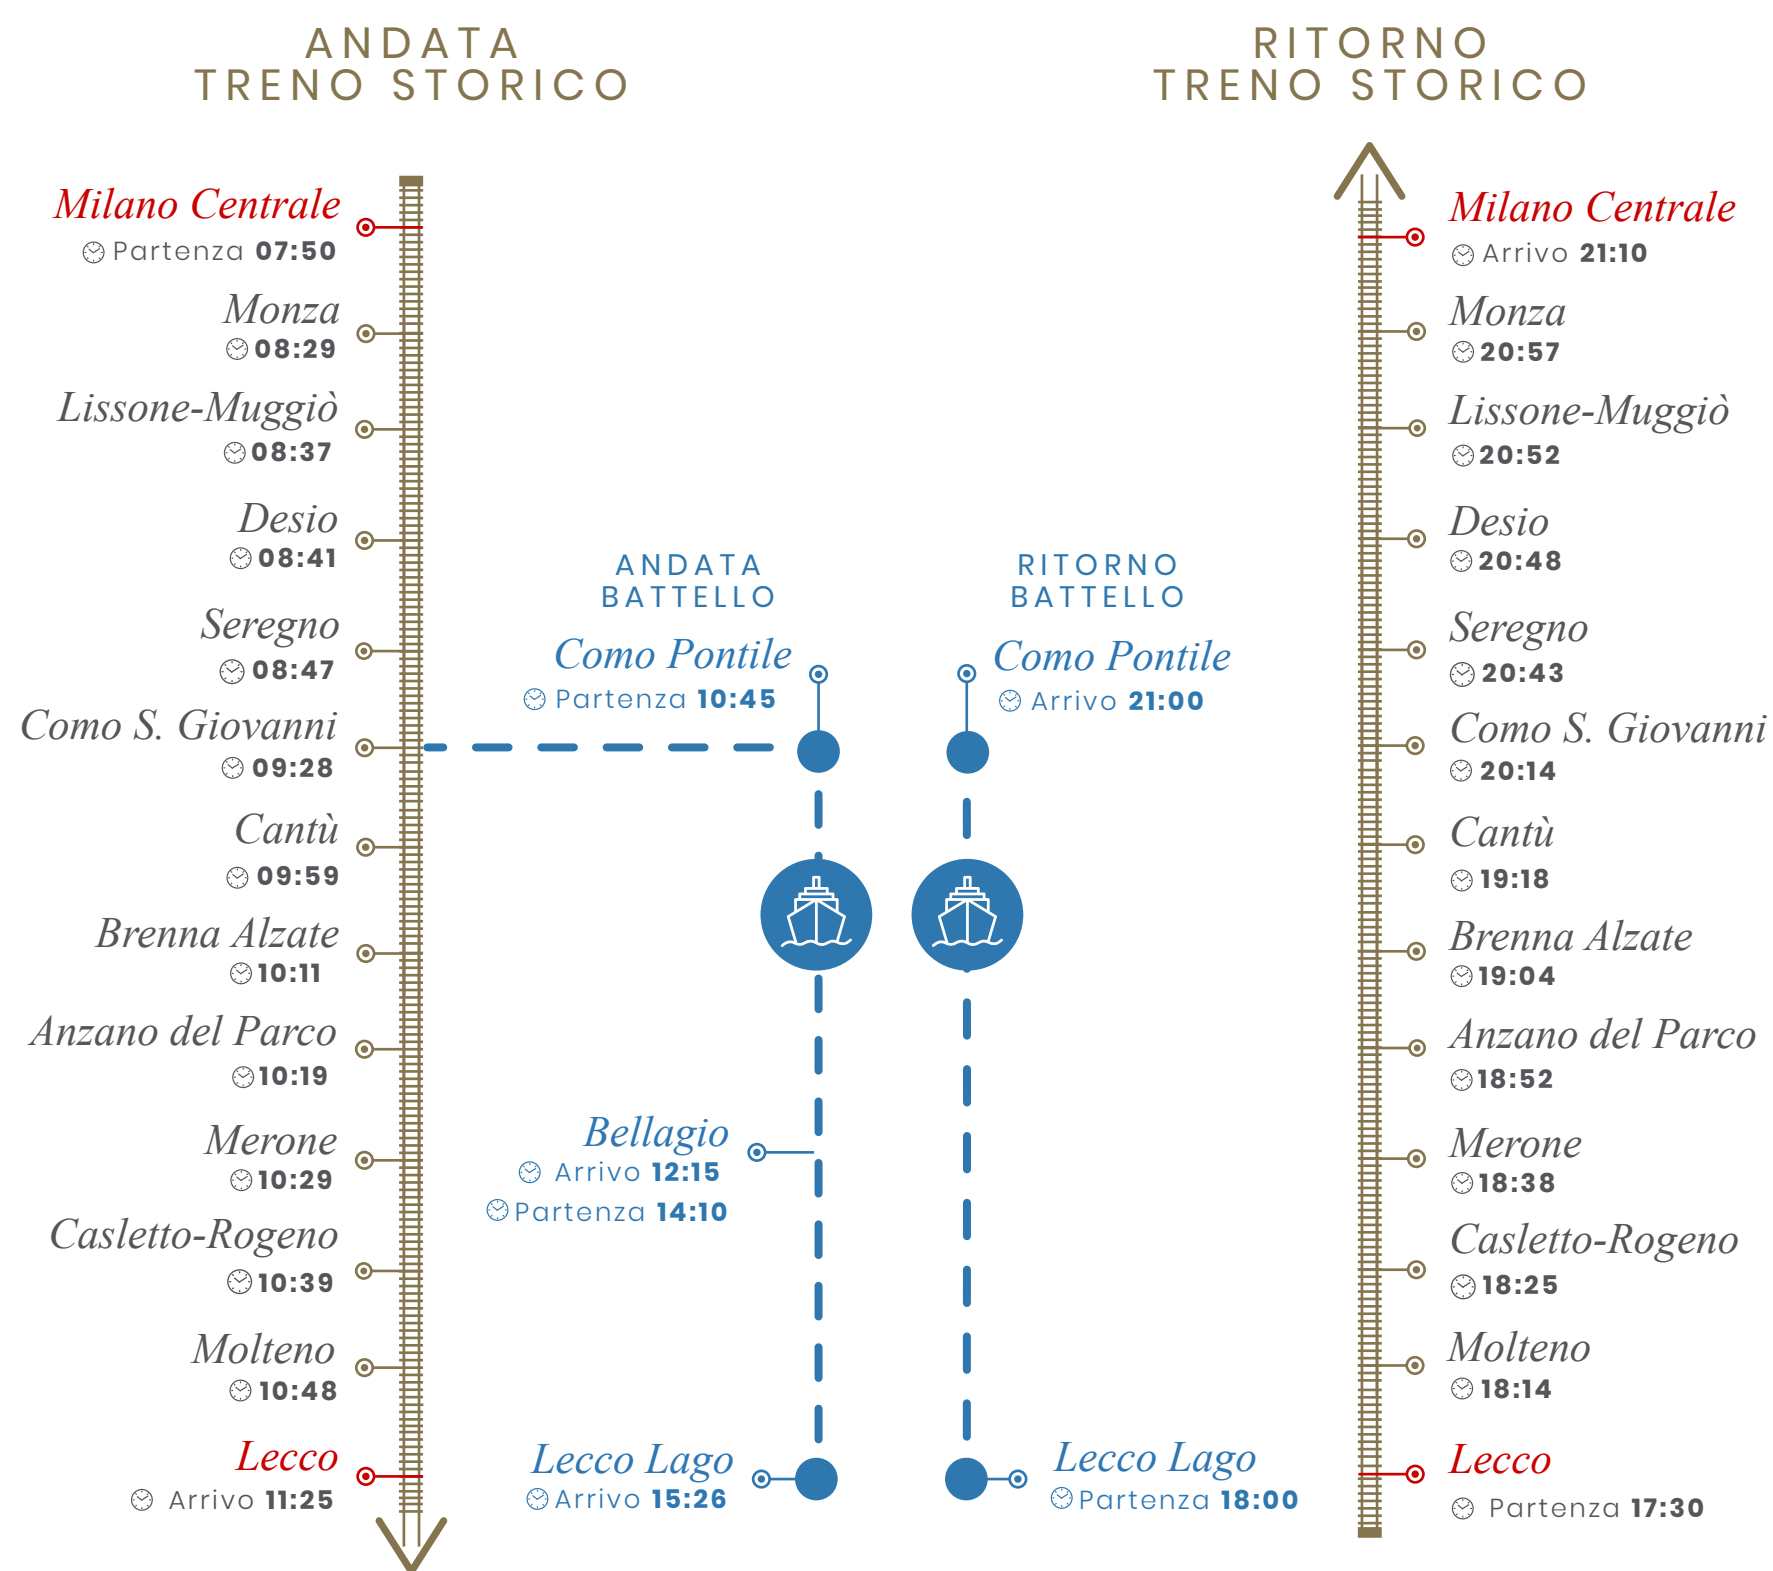 ANDATA
TRENO STORICO
Milano Centrale
Partenza 07:50
Monza
08:29
Lissone-Muggiò
08:37
Desio
08:41
Seregno
08:47
Como S. Giovanni
09:28
Cantù
09:59
Brenna Alzate
10:11
Anzano del Parco
10:19
Merone
10:29
Casletto-Rogeno
10:39
Molteno
10:48
Lecco
Arrivo 11:25
ANDATA
BATTELLO
Como Pontile
Partenza 10:45
Bellagio
Arrivo 12:15
Partenza 14:10
Lecco Lago
Arrivo 15:26
RITORNO
BATTELLO
Como Pontile
Arrivo 21:00
Lecco Lago
Partenza 18:00
RITORNO
TRENO STORICO
Milano Centrale
Arrivo 21:10
Monza
20:57
Lissone-Muggiò
20:52
Desio
20:48
Seregno
20:43
Como S. Giovanni
20:14
Cantù
19:18
Brenna Alzate
19:04
Anzano del Parco
18:52
Merone
18:38
Casletto-Rogeno
18:25
Molteno
18:14
Lecco
Partenza 17:30